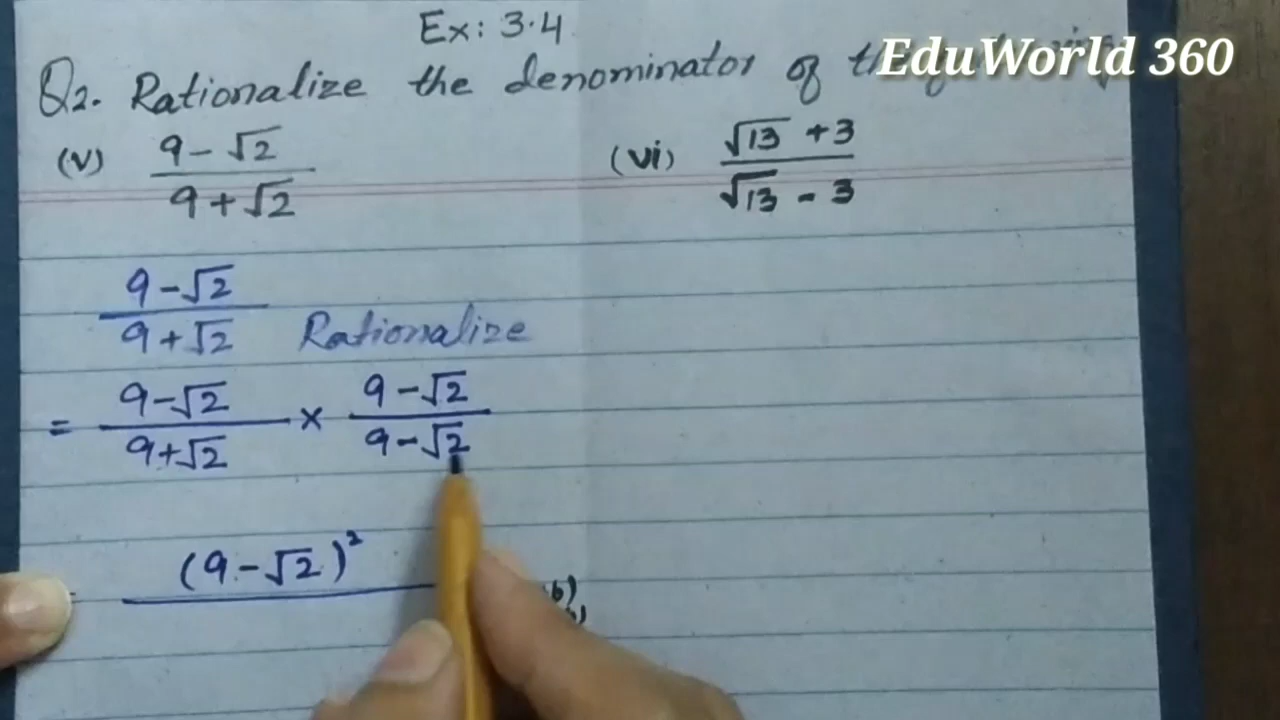 Ex: 3.4
EduWorld 360
Q2. Rationalize the denominator of
(v) 9-√2 / 9+√2
(vi) √13 +3 / √13 - 3
9-√2 / 9+√2 Rationalize
= 9-√2 / 9+√2 × 9-√2 / 9-√2
(9-√2)²